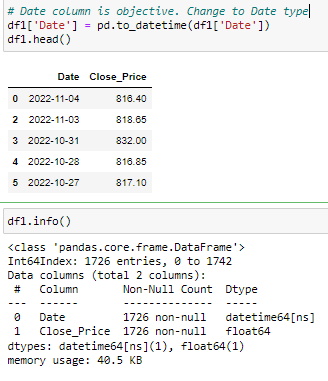 # Date column is objective. Change to Date type
df1['Date'] = pd.to_datetime(df1['Date'])
df1.head()
Date Close_Price
0 2022-11-04 816.40
2 2022-11-03 818.65
3 2022-10-31 832.00
4 2022-10-28 816.85
5 2022-10-27 817.10
df1.info()
<class 'pandas.core.frame.DataFrame'>
Int64Index: 1726 entries, 0 to 1742
Data columns (total 2 columns):
# Column Non-Null Count Dtype
--- ------ -------------- -----
0 Date 1726 non-null datetime64[ns]
1 Close_Price 1726 non-null float64
dtypes: datetime64[ns](1), float64(1)
memory usage: 40.5 KB